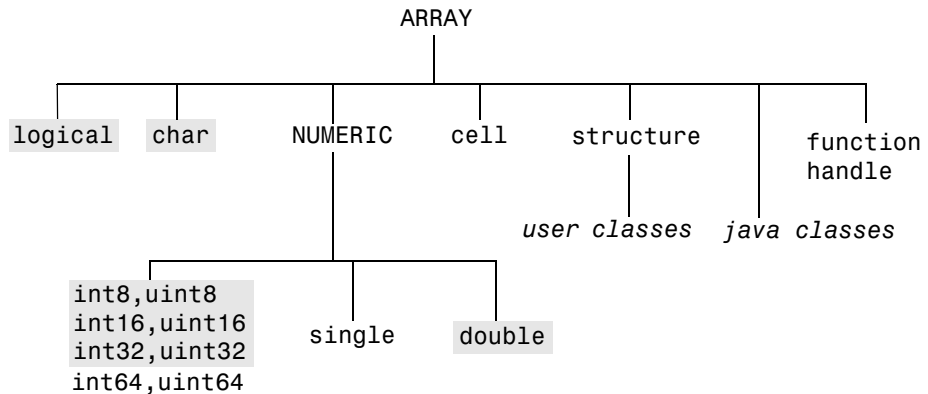 ARRAY
logical char NUMERIC cell structure function
handle
user classes java classes
int8,uint8
int16,uint16
int32,uint32
int64,uint64
single
double